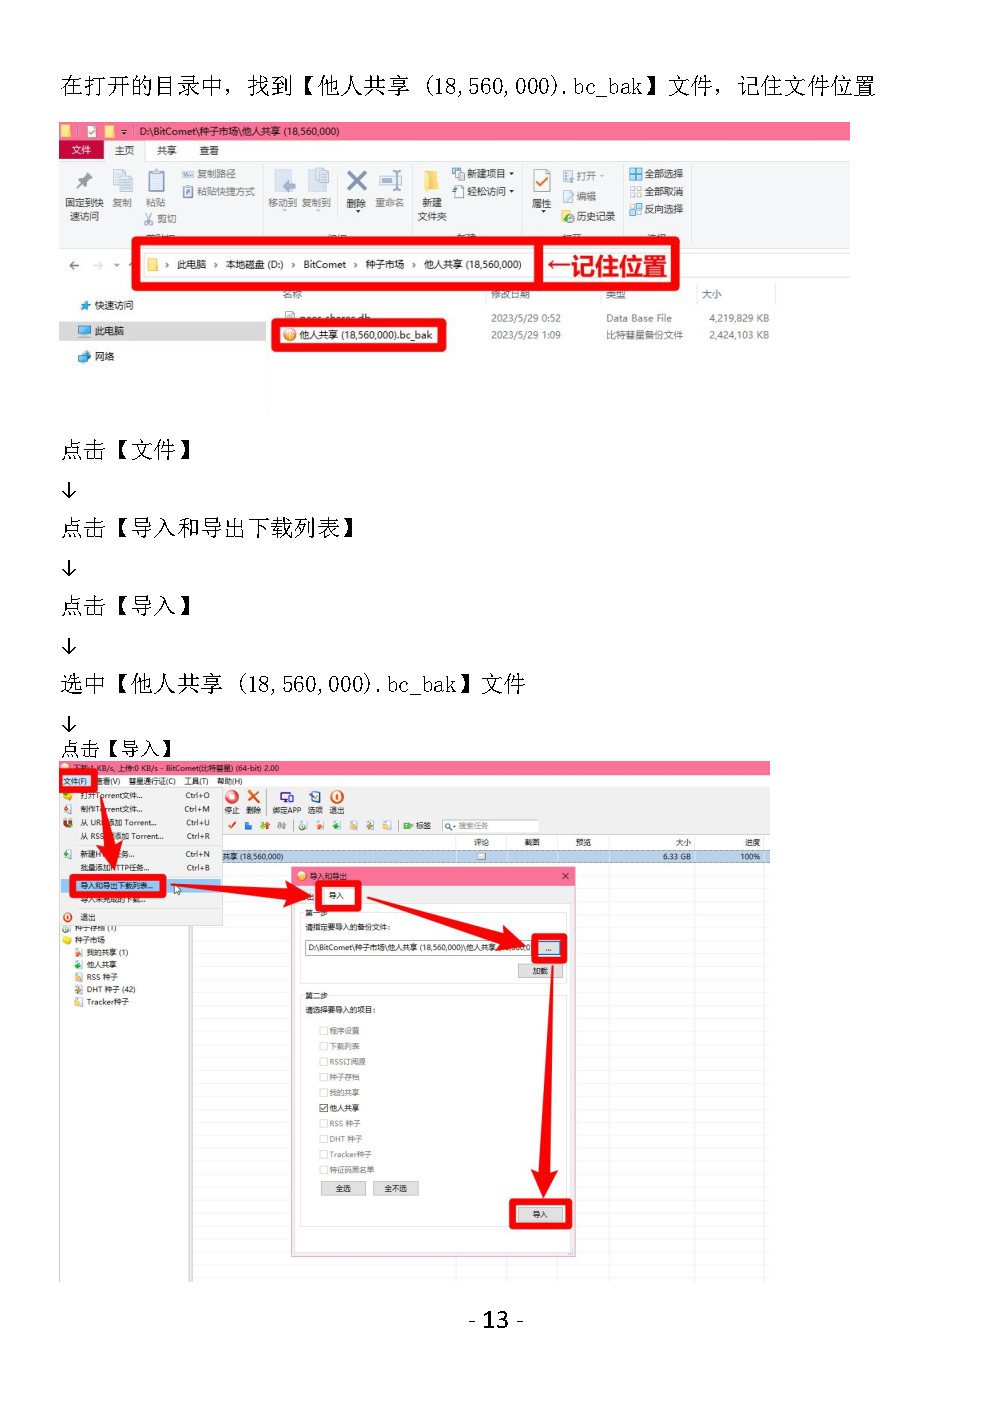 在打开的目录中，找到【他人共享 (18,560,000).bc_bak】文件，记住文件位置
D:\BitComet\种子市场\他人共享 (18,560,000)
文件 主页 共享 查看
固定到快速访问 复制 粘贴 复制路径 粘贴快捷方式 剪切 移动到 复制到 删除 重命名 新建文件夹 新建项目 轻松访问 属性 打开 编辑 历史记录 全部选择 全部取消 反向选择
此电脑 › 本地磁盘 (D:) › BitComet › 种子市场 › 他人共享 (18,560,000) ←记住位置
名称 修改日期 类型 大小
快速访问
2023/5/29 0:52 Data Base File 4,219,829 KB
此电脑
他人共享 (18,560,000).bc_bak 2023/5/29 1:09 比特彗星备份文件 2,424,103 KB
网络
点击【文件】
↓
点击【导入和导出下载列表】
↓
点击【导入】
↓
选中【他人共享 (18,560,000).bc_bak】文件
↓
点击【导入】
KB/s, 上传:0 KB/s - BitComet(比特彗星) (64-bit) 2.00
文件(F) 查看(V) 彗星通行证(C) 工具(T) 帮助(H)
打开Torrent文件... Ctrl+O
停止 删除 绑定APP 选项 退出
制作Torrent文件... Ctrl+M
从 URL添加 Torrent... Ctrl+U
标签 搜索任务
从 RSS 添加 Torrent... Ctrl+R
评论 截图 预览 大小 进度
Ctrl+N
共享 (18,560,000) 6.33 GB 100%
批量添加HTTP任务... Ctrl+B
导入和导出下载列表...
导入未完成的下载...
退出
种子存档 (1)
种子市场
我的共享 (1)
他人共享
RSS 种子
DHT 种子 (42)
Tracker种子
导入和导出
导入
第一步
请指定要导入的备份文件：
D:\BitComet\种子市场\他人共享 (18,560,000)\他人共享 ...
加载
第二步
请选择要导入的项目：
程序设置
下载列表
RSS订阅源
种子存档
我的共享
他人共享
RSS 种子
DHT 种子
Tracker种子
特征码黑名单
全选 全不选
导入
- 13 -